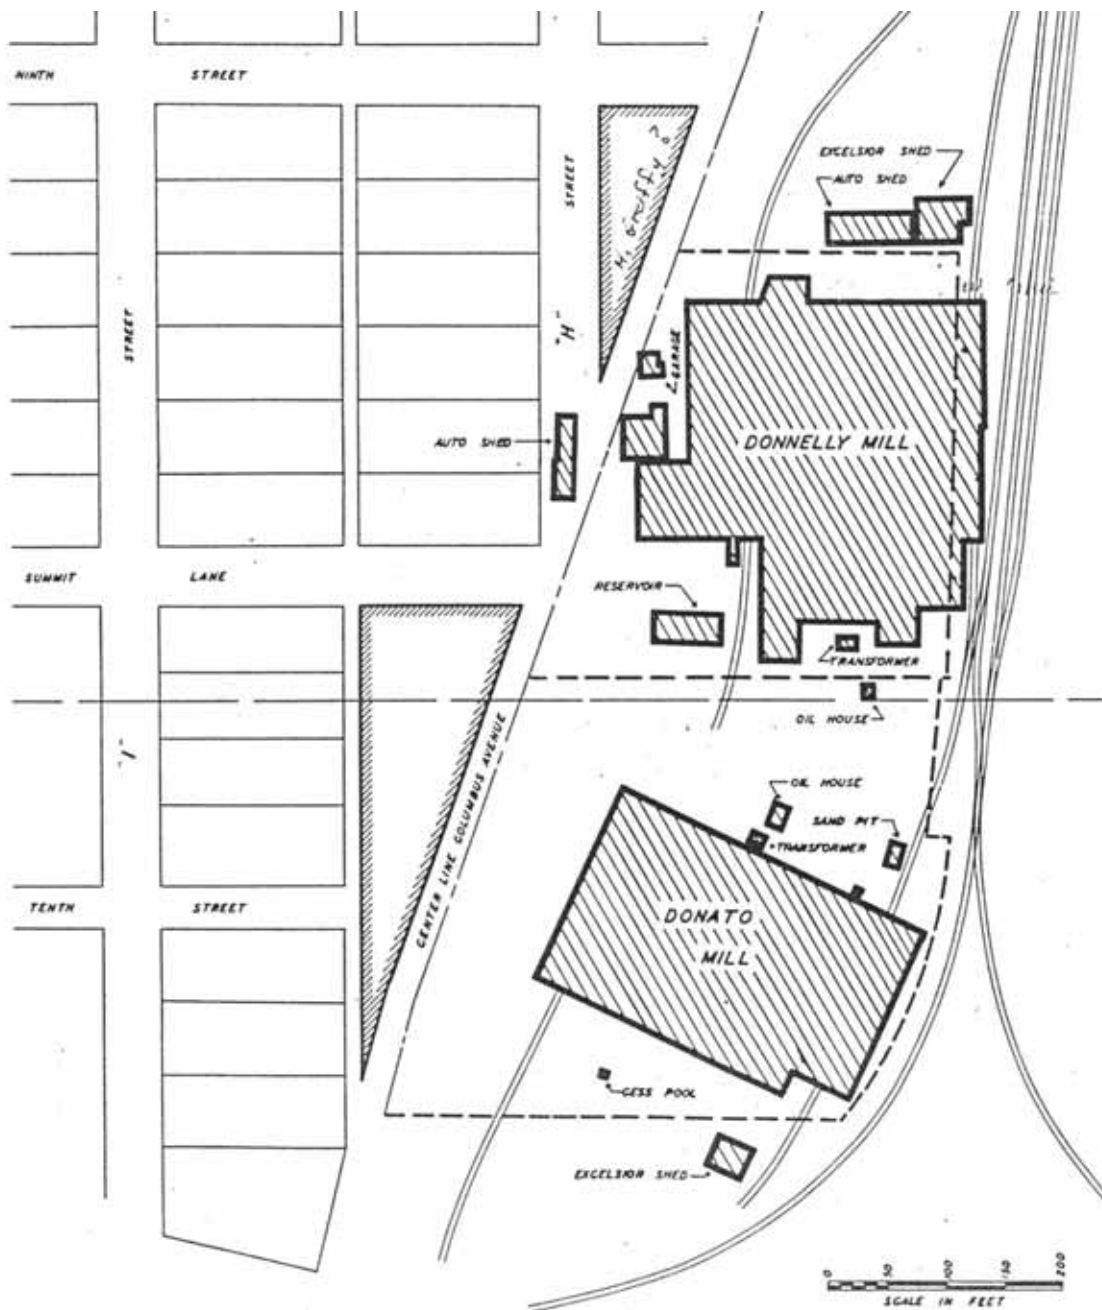 NINTH STREET
EXCELSIOR SHED
AUTO SHED
STREET
STREET
"H"
GARAGE
AUTO SHED
DONNELLY MILL
SUMMIT LANE
RESERVOIR
TRANSFORMER
OIL HOUSE
"I"
CENTER LINE COLUMBUS AVENUE
OIL HOUSE
SAND PIT
TRANSFORMER
TENTH STREET
DONATO
MILL
CESS POOL
EXCELSIOR SHED
0 50 100 150 200
SCALE IN FEET